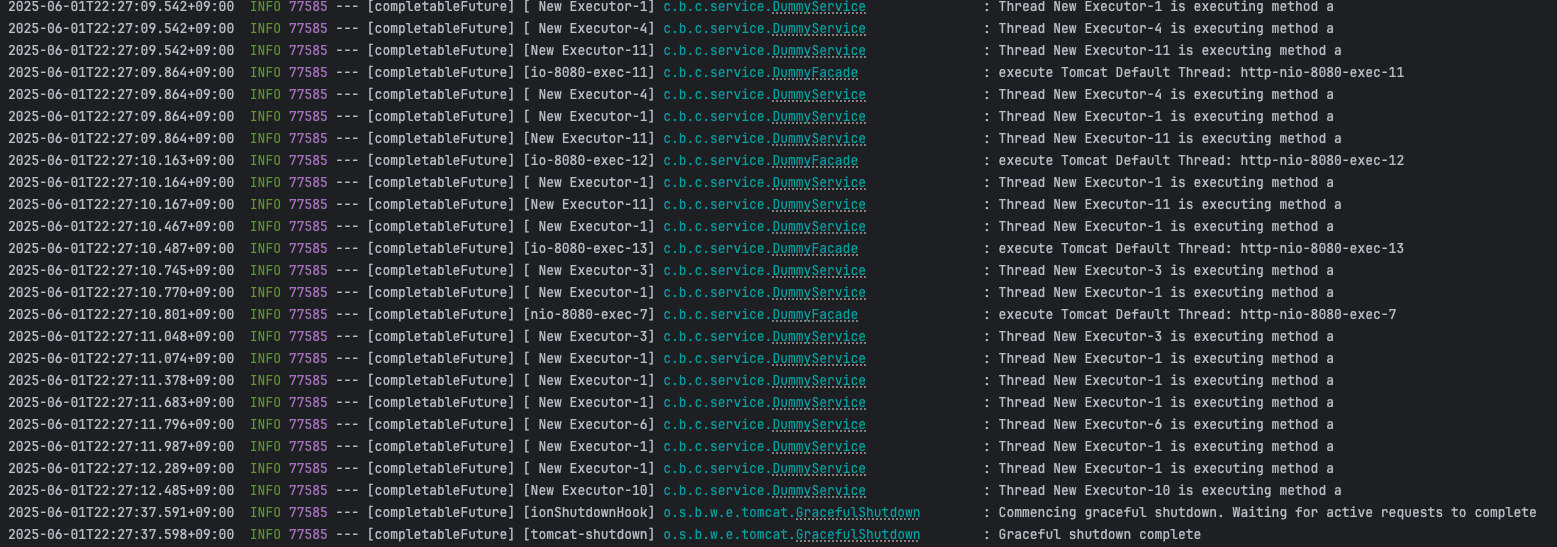 2025-06-01T22:27:09.542+09:00  INFO 77585 --- [completableFuture] [ New Executor-1] c.b.c.service.DummyService               : Thread New Executor-1 is executing method a
2025-06-01T22:27:09.542+09:00  INFO 77585 --- [completableFuture] [ New Executor-4] c.b.c.service.DummyService               : Thread New Executor-4 is executing method a
2025-06-01T22:27:09.542+09:00  INFO 77585 --- [completableFuture] [New Executor-11] c.b.c.service.DummyService               : Thread New Executor-11 is executing method a
2025-06-01T22:27:09.864+09:00  INFO 77585 --- [completableFuture] [io-8080-exec-11] c.b.c.service.DummyFacade                : execute Tomcat Default Thread: http-nio-8080-exec-11
2025-06-01T22:27:09.864+09:00  INFO 77585 --- [completableFuture] [ New Executor-4] c.b.c.service.DummyService               : Thread New Executor-4 is executing method a
2025-06-01T22:27:09.864+09:00  INFO 77585 --- [completableFuture] [ New Executor-1] c.b.c.service.DummyService               : Thread New Executor-1 is executing method a
2025-06-01T22:27:09.864+09:00  INFO 77585 --- [completableFuture] [New Executor-11] c.b.c.service.DummyService               : Thread New Executor-11 is executing method a
2025-06-01T22:27:10.163+09:00  INFO 77585 --- [completableFuture] [io-8080-exec-12] c.b.c.service.DummyFacade                : execute Tomcat Default Thread: http-nio-8080-exec-12
2025-06-01T22:27:10.164+09:00  INFO 77585 --- [completableFuture] [ New Executor-1] c.b.c.service.DummyService               : Thread New Executor-1 is executing method a
2025-06-01T22:27:10.167+09:00  INFO 77585 --- [completableFuture] [New Executor-11] c.b.c.service.DummyService               : Thread New Executor-11 is executing method a
2025-06-01T22:27:10.467+09:00  INFO 77585 --- [completableFuture] [ New Executor-1] c.b.c.service.DummyService               : Thread New Executor-1 is executing method a
2025-06-01T22:27:10.487+09:00  INFO 77585 --- [completableFuture] [io-8080-exec-13] c.b.c.service.DummyFacade                : execute Tomcat Default Thread: http-nio-8080-exec-13
2025-06-01T22:27:10.745+09:00  INFO 77585 --- [completableFuture] [ New Executor-3] c.b.c.service.DummyService               : Thread New Executor-3 is executing method a
2025-06-01T22:27:10.770+09:00  INFO 77585 --- [completableFuture] [ New Executor-1] c.b.c.service.DummyService               : Thread New Executor-1 is executing method a
2025-06-01T22:27:10.801+09:00  INFO 77585 --- [completableFuture] [nio-8080-exec-7] c.b.c.service.DummyFacade                : execute Tomcat Default Thread: http-nio-8080-exec-7
2025-06-01T22:27:11.048+09:00  INFO 77585 --- [completableFuture] [ New Executor-3] c.b.c.service.DummyService               : Thread New Executor-3 is executing method a
2025-06-01T22:27:11.074+09:00  INFO 77585 --- [completableFuture] [ New Executor-1] c.b.c.service.DummyService               : Thread New Executor-1 is executing method a
2025-06-01T22:27:11.378+09:00  INFO 77585 --- [completableFuture] [ New Executor-1] c.b.c.service.DummyService               : Thread New Executor-1 is executing method a
2025-06-01T22:27:11.683+09:00  INFO 77585 --- [completableFuture] [ New Executor-1] c.b.c.service.DummyService               : Thread New Executor-1 is executing method a
2025-06-01T22:27:11.796+09:00  INFO 77585 --- [completableFuture] [ New Executor-6] c.b.c.service.DummyService               : Thread New Executor-6 is executing method a
2025-06-01T22:27:11.987+09:00  INFO 77585 --- [completableFuture] [ New Executor-1] c.b.c.service.DummyService               : Thread New Executor-1 is executing method a
2025-06-01T22:27:12.289+09:00  INFO 77585 --- [completableFuture] [ New Executor-1] c.b.c.service.DummyService               : Thread New Executor-1 is executing method a
2025-06-01T22:27:12.485+09:00  INFO 77585 --- [completableFuture] [New Executor-10] c.b.c.service.DummyService               : Thread New Executor-10 is executing method a
2025-06-01T22:27:37.591+09:00  INFO 77585 --- [completableFuture] [ionShutdownHook] o.s.b.w.e.tomcat.GracefulShutdown        : Commencing graceful shutdown. Waiting for active requests to complete
2025-06-01T22:27:37.598+09:00  INFO 77585 --- [completableFuture] [tomcat-shutdown] o.s.b.w.e.tomcat.GracefulShutdown        : Graceful shutdown complete